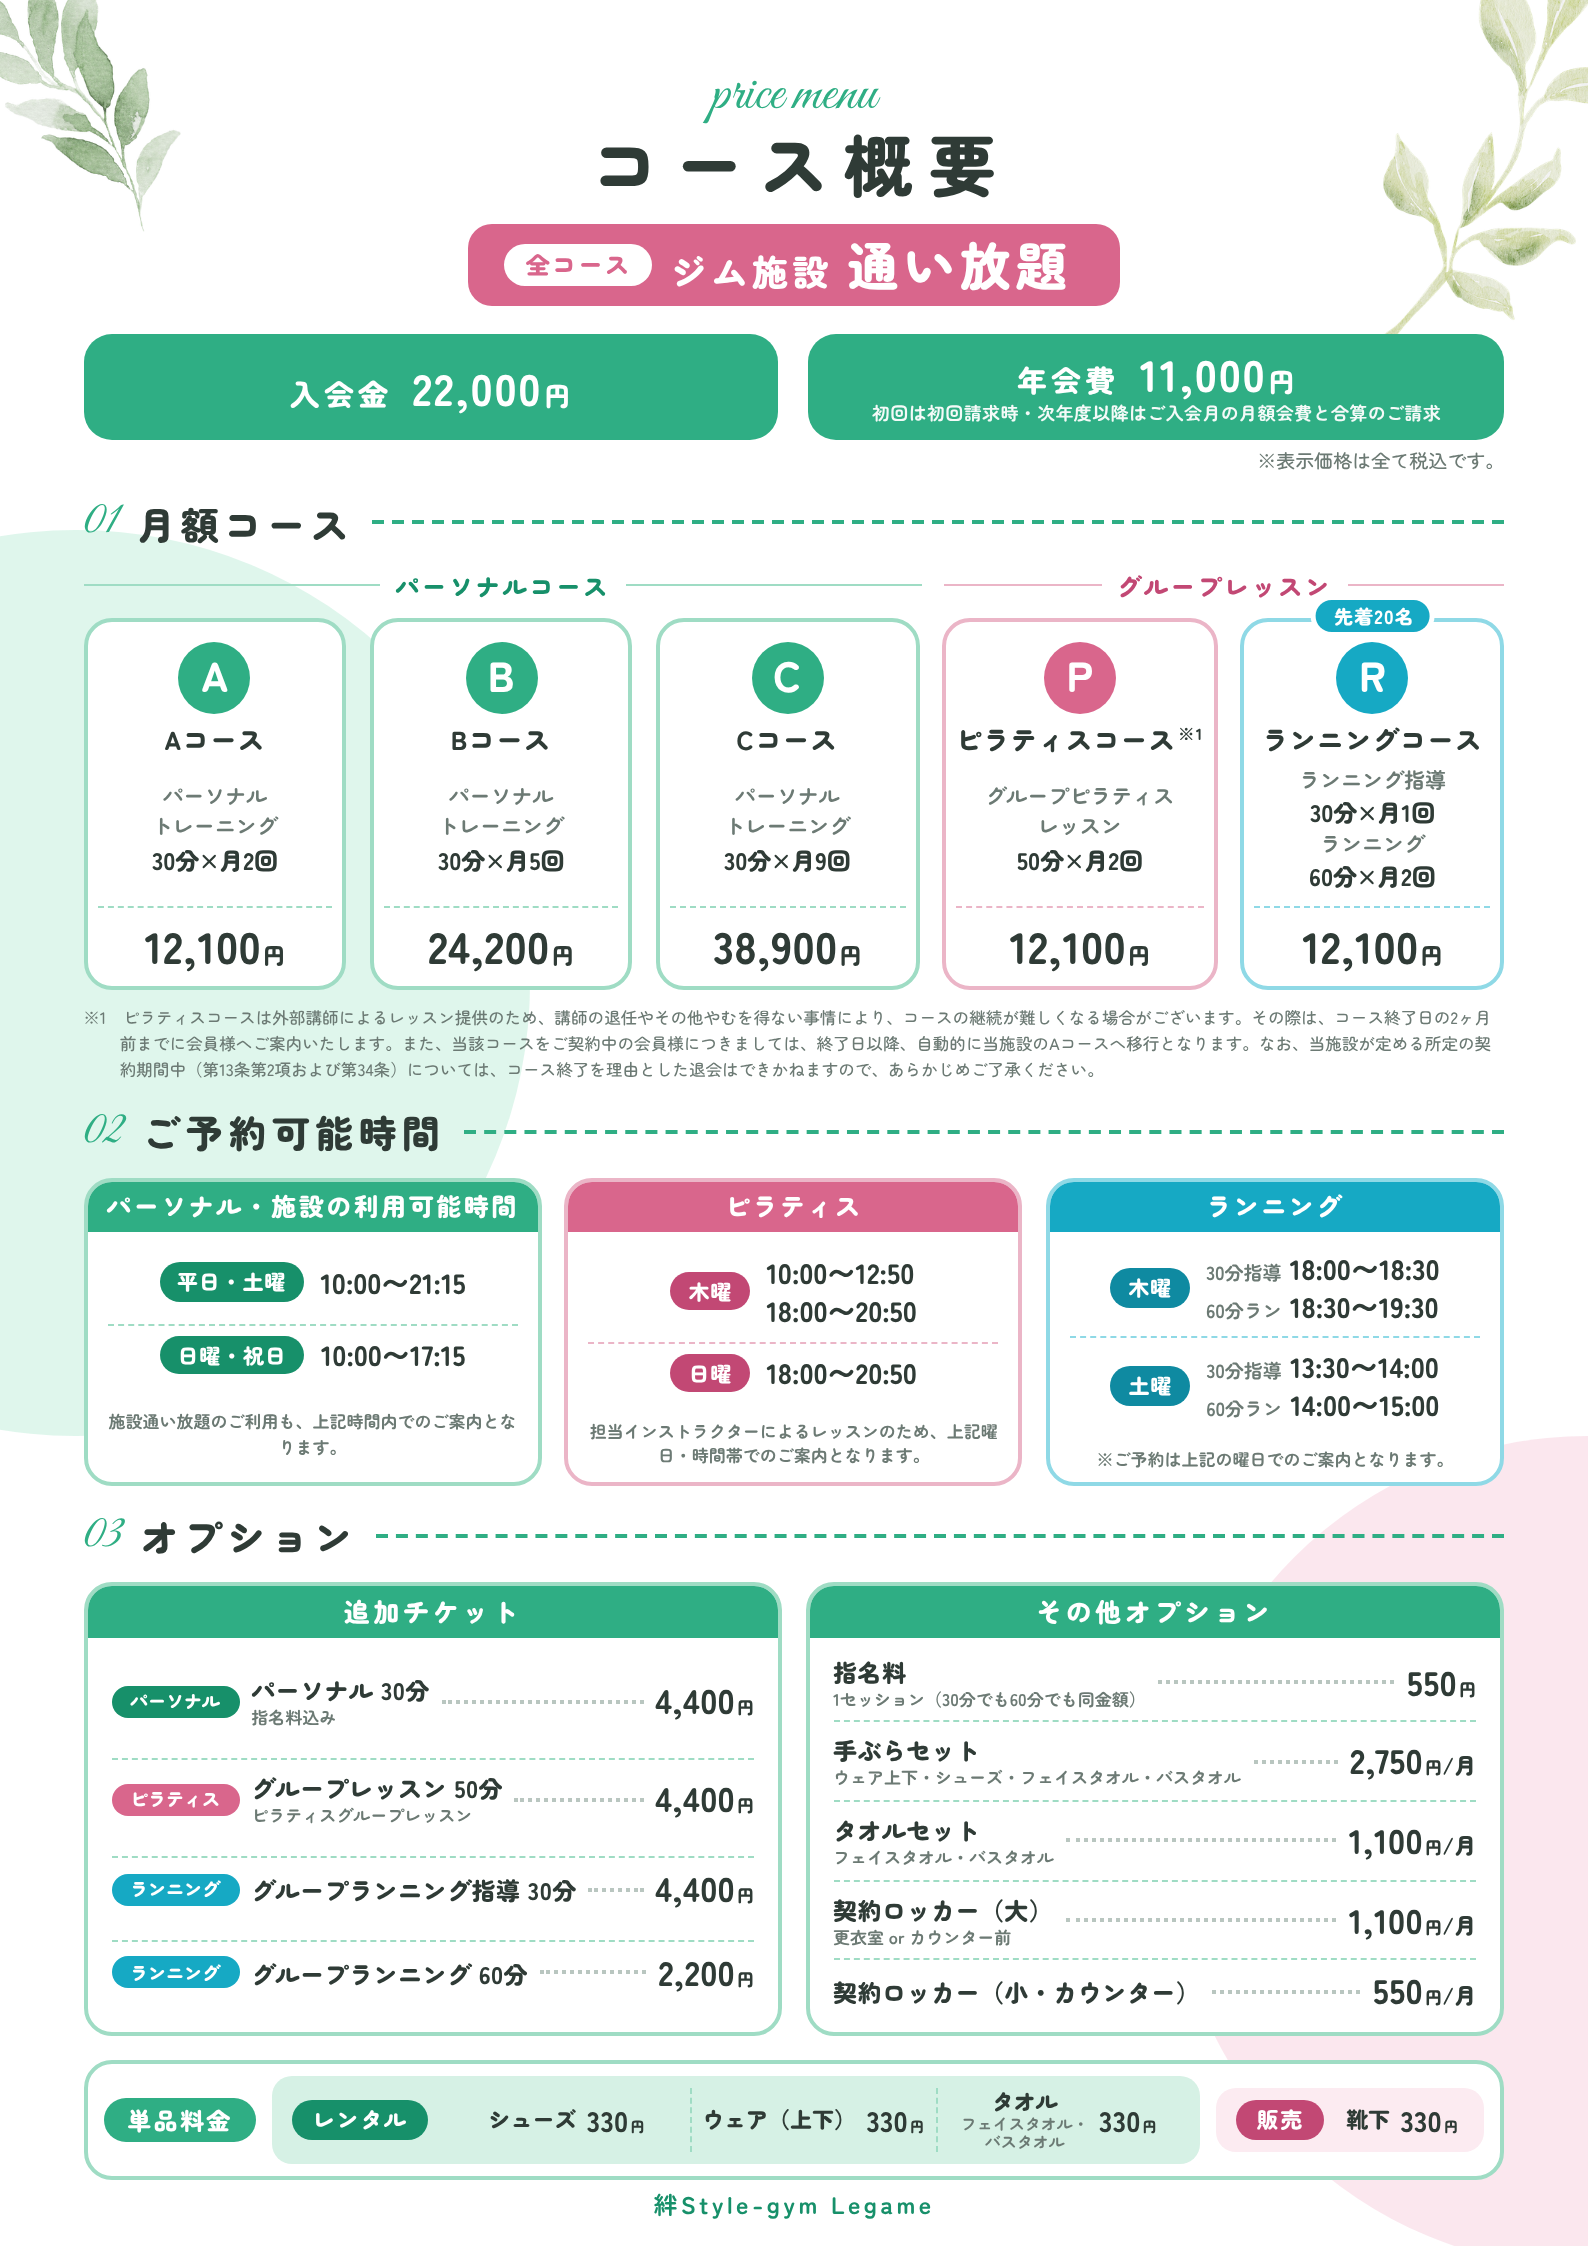 price menu
コース概要
全コース ジム施設 通い放題
入会金 22,000円
年会費 11,000円
初回は初回請求時・次年度以降はご入会月の月額会費と合算のご請求
※表示価格は全て税込です。
01 月額コース
パーソナルコース
グループレッスン
A
Aコース
パーソナル
トレーニング
30分×月2回
12,100円
B
Bコース
パーソナル
トレーニング
30分×月5回
24,200円
C
Cコース
パーソナル
トレーニング
30分×月9回
38,900円
P
ピラティスコース※1
グループピラティス
レッスン
50分×月2回
12,100円
先着20名
R
ランニングコース
ランニング指導
30分×月1回
ランニング
60分×月2回
12,100円
※1 ピラティスコースは外部講師によるレッスン提供のため、講師の退任やその他やむを得ない事情により、コースの継続が難しくなる場合がございます。その際は、コース終了日の2ヶ月
前までに会員様へご案内いたします。また、当該コースをご契約中の会員様につきましては、終了日以降、自動的に当施設のAコースへ移行となります。なお、当施設が定める所定の契
約期間中（第13条第2項および第34条）については、コース終了を理由とした退会はできかねますので、あらかじめご了承ください。
02 ご予約可能時間
パーソナル・施設の利用可能時間
平日・土曜 10:00〜21:15
日曜・祝日 10:00〜17:15
施設通い放題のご利用も、上記時間内でのご案内とな
ります。
ピラティス
木曜 10:00〜12:50
18:00〜20:50
日曜 18:00〜20:50
担当インストラクターによるレッスンのため、上記曜
日・時間帯でのご案内となります。
ランニング
木曜 30分指導 18:00〜18:30
60分ラン 18:30〜19:30
土曜 30分指導 13:30〜14:00
60分ラン 14:00〜15:00
※ご予約は上記の曜日でのご案内となります。
03 オプション
追加チケット
パーソナル パーソナル 30分 4,400円
指名料込み
ピラティス グループレッスン 50分 4,400円
ピラティスグループレッスン
ランニング グループランニング指導 30分 4,400円
ランニング グループランニング 60分 2,200円
その他オプション
指名料 550円
1セッション（30分でも60分でも同金額）
手ぶらセット 2,750円/月
ウェア上下・シューズ・フェイスタオル・バスタオル
タオルセット 1,100円/月
フェイスタオル・バスタオル
契約ロッカー（大） 1,100円/月
更衣室 or カウンター前
契約ロッカー（小・カウンター） 550円/月
単品料金
レンタル シューズ 330円 ウェア（上下） 330円
タオル
フェイスタオル・
バスタオル
330円
販売 靴下 330円
絆Style-gym Legame